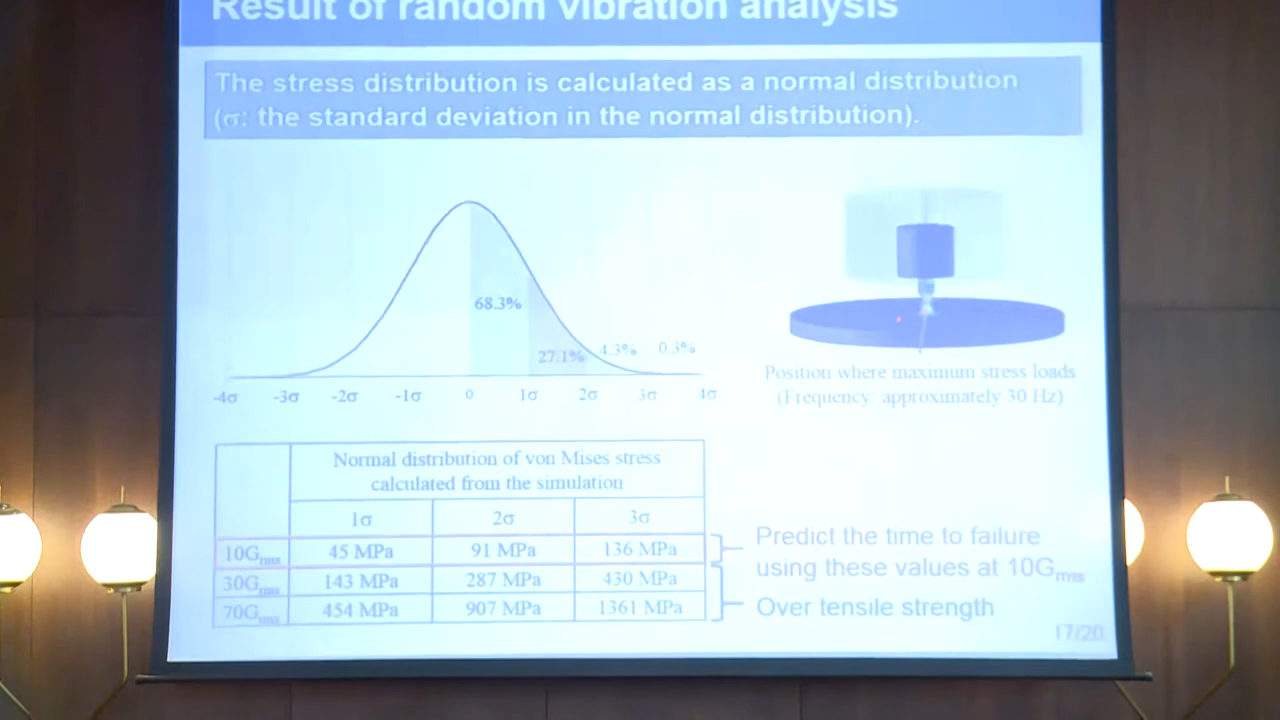 Result of random vibration analysis
The stress distribution is calculated as a normal distribution
(σ: the standard deviation in the normal distribution).
68.3%
27.1%
4.3%
0.3%
-4σ -3σ -2σ -1σ 0 1σ 2σ 3σ 4σ
Position where maximum stress loads
(Frequency: approximately 30 Hz)
Normal distribution of von Mises stress
calculated from the simulation
1σ 2σ 3σ
10Grms 45 MPa 91 MPa 136 MPa
30Grms 143 MPa 287 MPa 430 MPa
70Grms 454 MPa 907 MPa 1361 MPa
Predict the time to failure
using these values at 10Grms
Over tensile strength
17/20